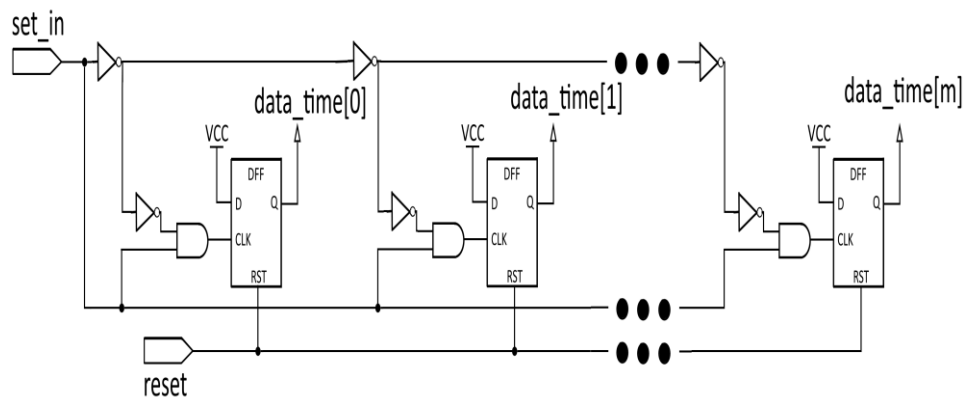 set_in
data_time[0]
data_time[1]
data_time[m]
VCC
VCC
VCC
DFF
DFF
DFF
D
Q
D
Q
D
Q
CLK
CLK
CLK
RST
RST
RST
reset